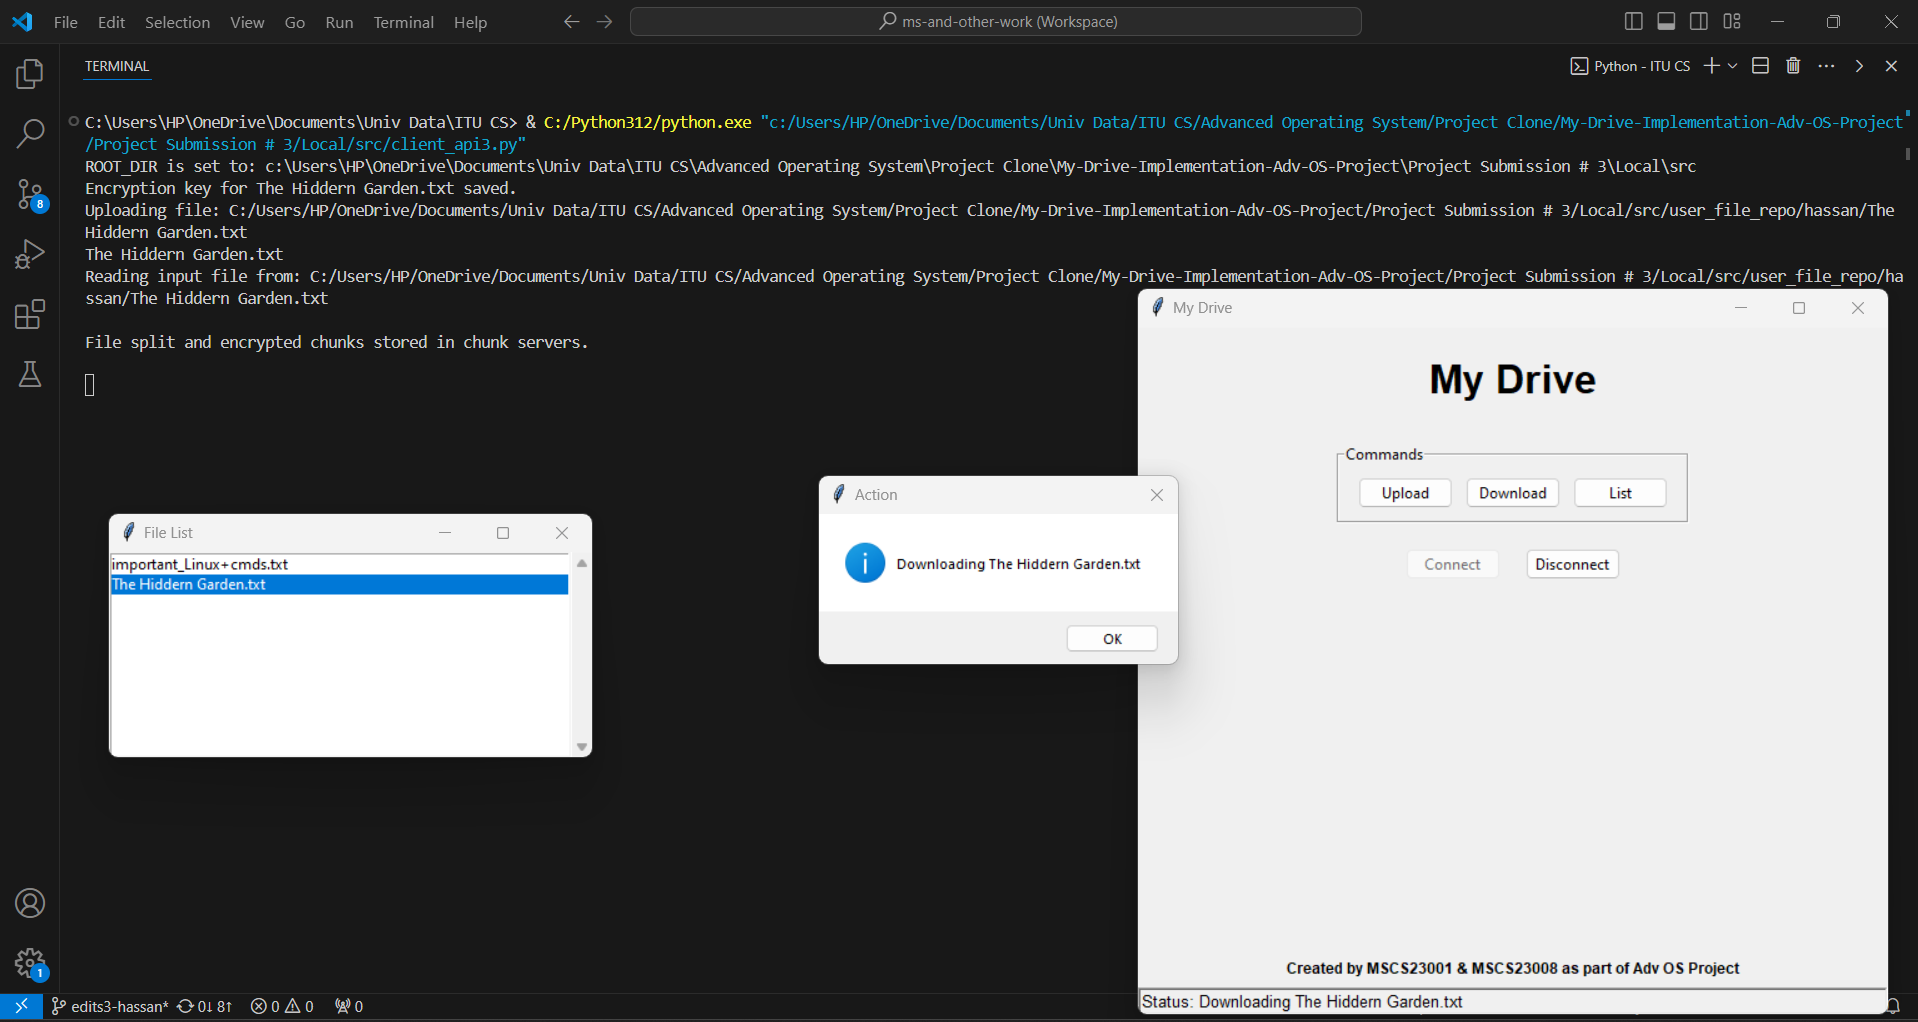 File Edit Selection View Go Run Terminal Help ms-and-other-work (Workspace)
TERMINAL
Python - ITU CS
C:\Users\HP\OneDrive\Documents\Univ Data\ITU CS> & C:/Python312/python.exe "c:/Users/HP/OneDrive/Documents/Univ Data/ITU CS/Advanced Operating System/Project Clone/My-Drive-Implementation-Adv-OS-Project
/Project Submission # 3/Local/src/client_api3.py"
ROOT_DIR is set to: c:\Users\HP\OneDrive\Documents\Univ Data\ITU CS\Advanced Operating System\Project Clone\My-Drive-Implementation-Adv-OS-Project\Project Submission # 3\Local\src
Encryption key for The Hiddern Garden.txt saved.
Uploading file: C:/Users/HP/OneDrive/Documents/Univ Data/ITU CS/Advanced Operating System/Project Clone/My-Drive-Implementation-Adv-OS-Project/Project Submission # 3/Local/src/user_file_repo/hassan/The
Hiddern Garden.txt
The Hiddern Garden.txt
Reading input file from: C:/Users/HP/OneDrive/Documents/Univ Data/ITU CS/Advanced Operating System/Project Clone/My-Drive-Implementation-Adv-OS-Project/Project Submission # 3/Local/src/user_file_repo/ha
ssan/The Hiddern Garden.txt
File split and encrypted chunks stored in chunk servers.
8
File List
important_Linux+cmds.txt
The Hiddern Garden.txt
Action
Downloading The Hiddern Garden.txt
OK
My Drive
My Drive
Commands
Upload Download List
Connect Disconnect
Created by MSCS23001 & MSCS23008 as part of Adv OS Project
Status: Downloading The Hiddern Garden.txt
1
edits3-hassan* 0↓ 8↑ 0 0 0